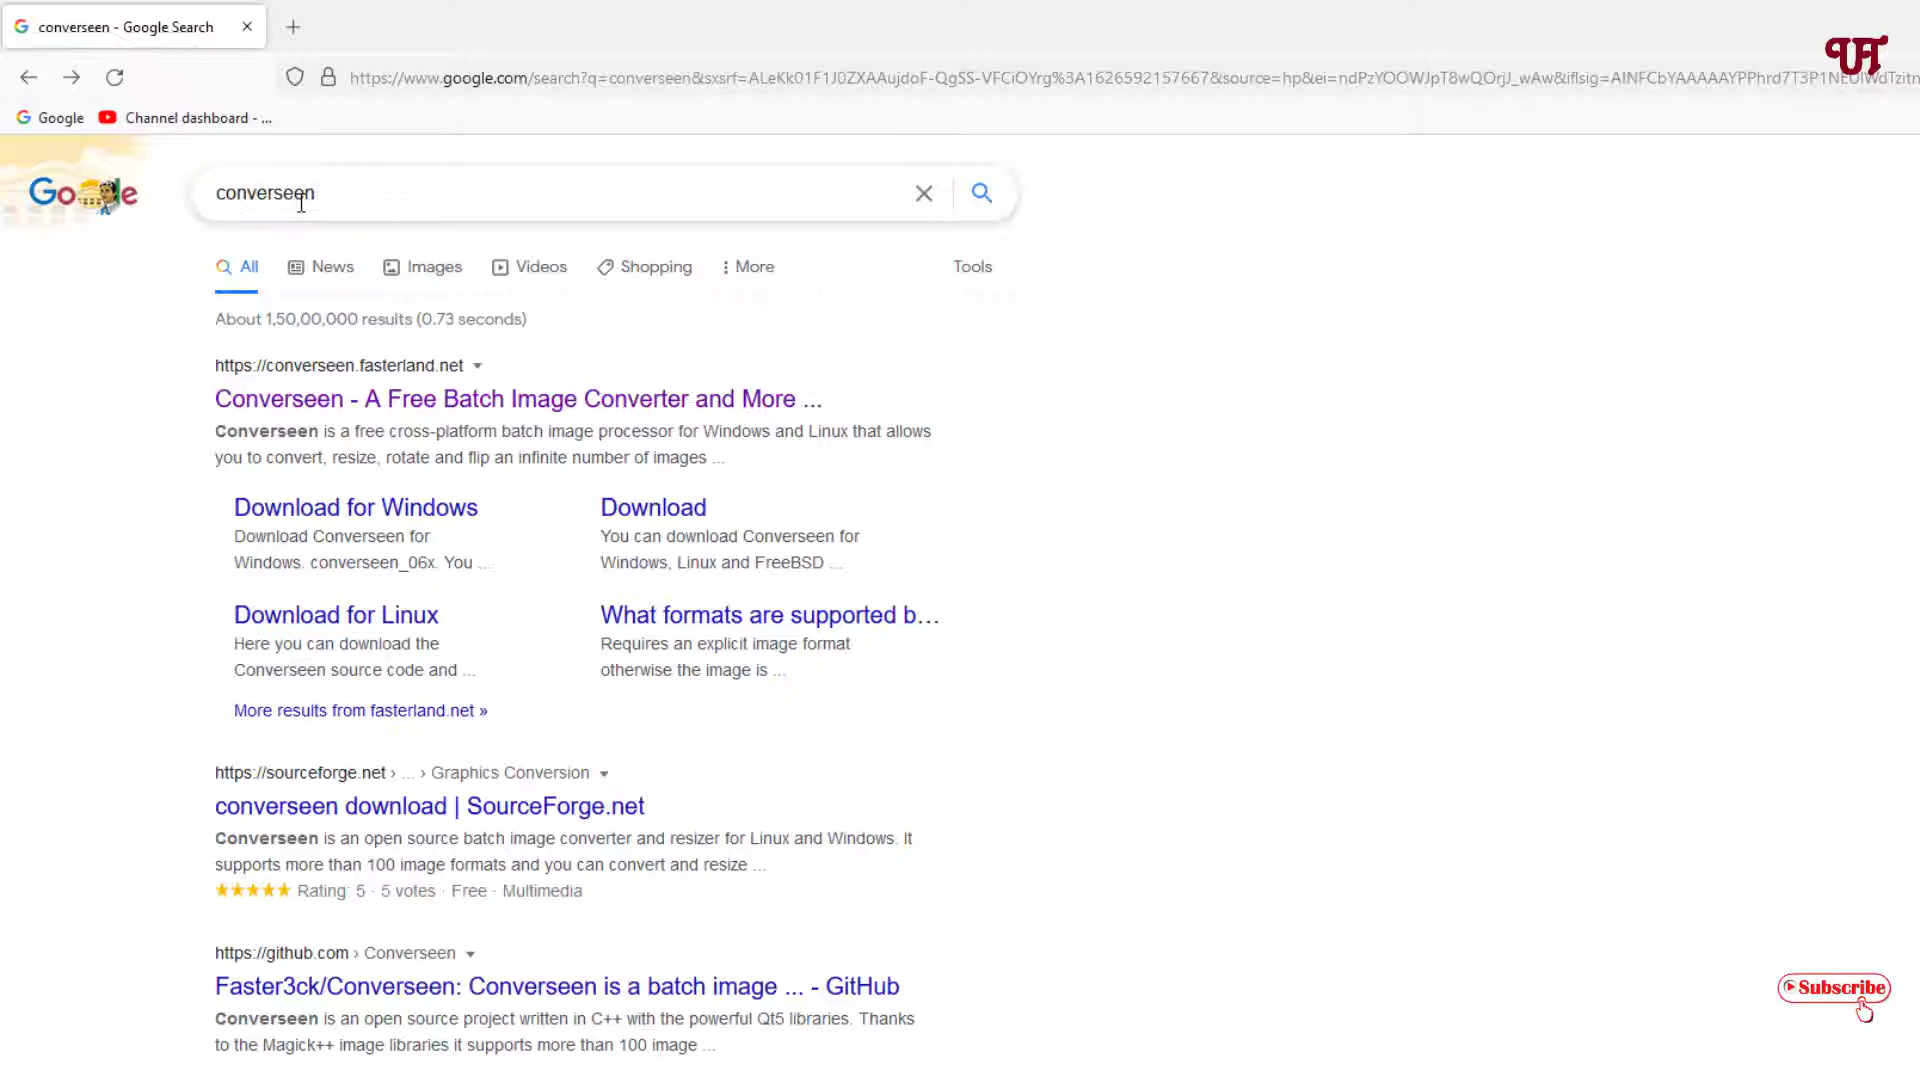 converseen - Google Search
https://www.google.com/search?q=converseen&sxsrf=ALeKk01F1J0ZXAAujdoF-QgSS-VFCiOYrg%3A1626592157667&source=hp&ei=ndPzYOOWJpT8wQOrjJ_wAw&iflsig=AINFCbYAAAAAYPPhrd7T3P1NEUlWdTzitn
UT
Google Channel dashboard - ...
Google
converseen
All News Images Videos Shopping More Tools
About 1,50,00,000 results (0.73 seconds)
https://converseen.fasterland.net
Converseen - A Free Batch Image Converter and More ...
Converseen is a free cross-platform batch image processor for Windows and Linux that allows
you to convert, resize, rotate and flip an infinite number of images ...
Download for Windows
Download Converseen for
Windows. converseen_06x. You ...
Download
You can download Converseen for
Windows, Linux and FreeBSD ...
Download for Linux
Here you can download the
Converseen source code and ...
What formats are supported b...
Requires an explicit image format
otherwise the image is ...
More results from fasterland.net »
https://sourceforge.net › ... › Graphics Conversion
converseen download | SourceForge.net
Converseen is an open source batch image converter and resizer for Linux and Windows. It
supports more than 100 image formats and you can convert and resize ...
Rating: 5 · 5 votes · Free · Multimedia
https://github.com › Converseen
Faster3ck/Converseen: Converseen is a batch image ... - GitHub
Converseen is an open source project written in C++ with the powerful Qt5 libraries. Thanks
to the Magick++ image libraries it supports more than 100 image ...
Subscribe